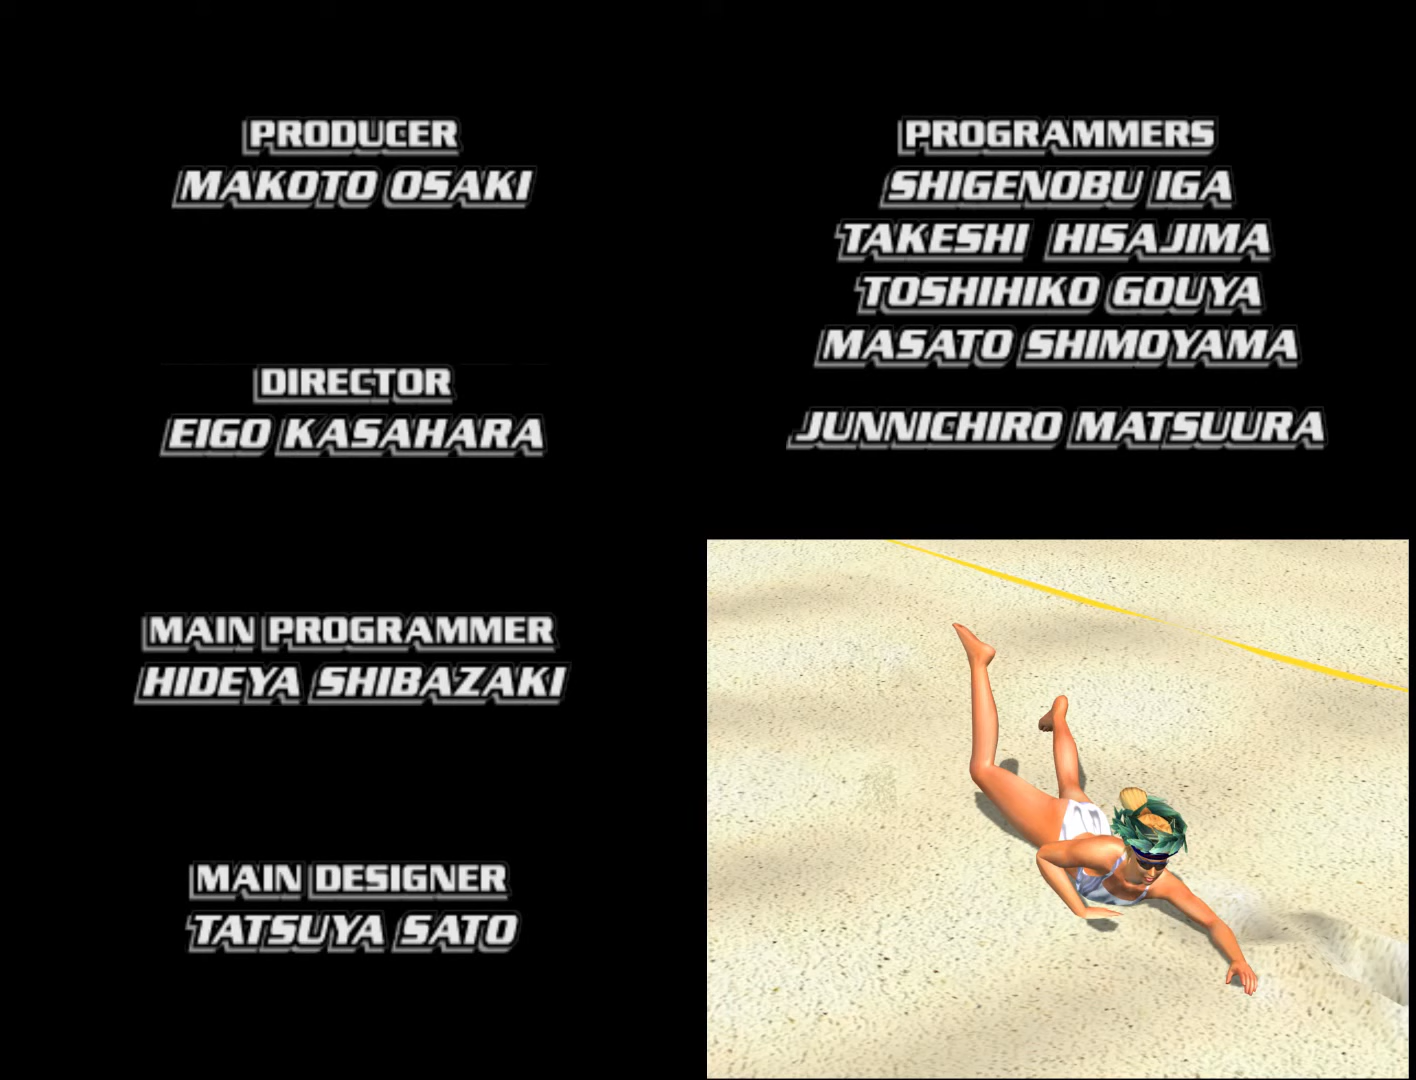 PRODUCER
MAKOTO OSAKI
DIRECTOR
EIGO KASAHARA
MAIN PROGRAMMER
HIDEYA SHIBAZAKI
MAIN DESIGNER
TATSUYA SATO
PROGRAMMERS
SHIGENOBU IGA
TAKESHI HISAJIMA
TOSHIHIKO GOUYA
MASATO SHIMOYAMA
JUNNICHIRO MATSUURA